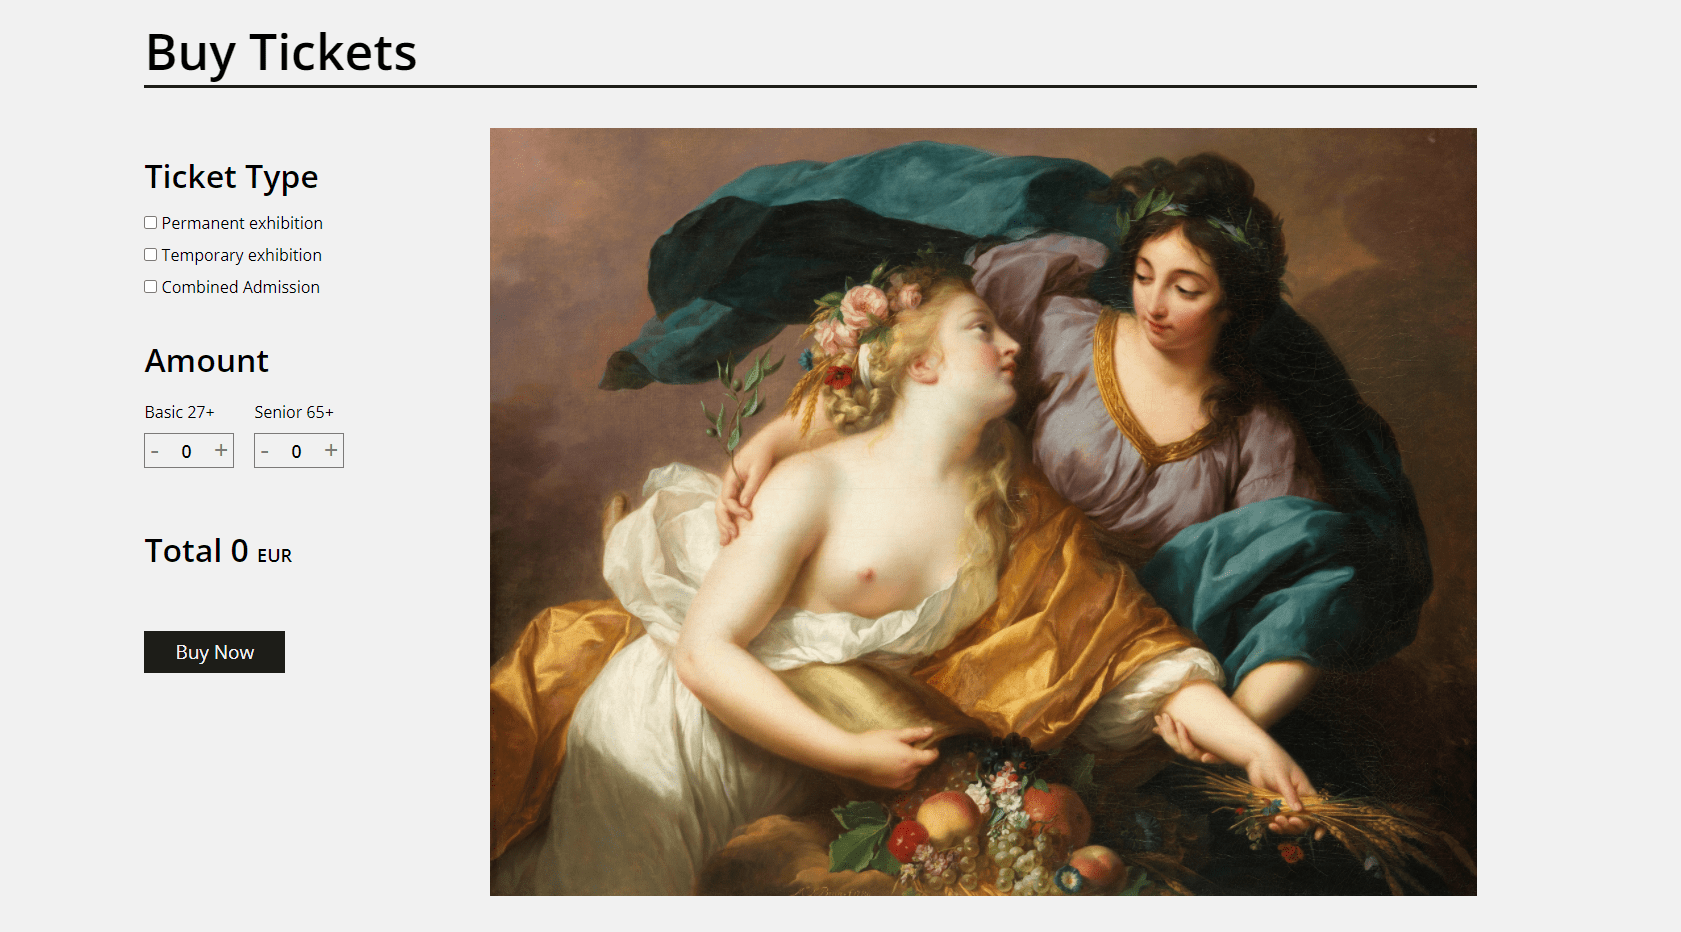 Buy Tickets
Ticket Type
Permanent exhibition
Temporary exhibition
Combined Admission
Amount
Basic 27+ Senior 65+
- 0 + - 0 +
Total 0 EUR
Buy Now